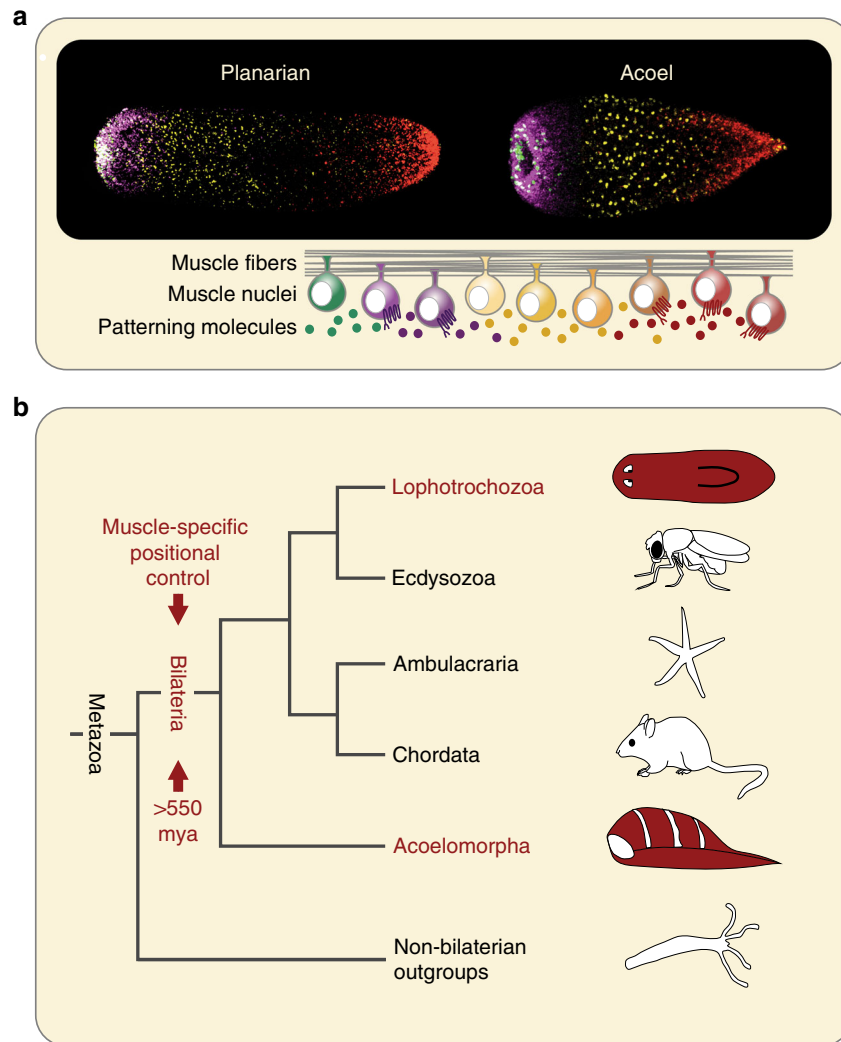 a
Planarian
Acoel
Muscle fibers
Muscle nuclei
Patterning molecules
b
Lophotrochozoa
Muscle-specific
positional
control
Ecdysozoa
Bilateria
Ambulacraria
Metazoa
Chordata
>550
mya
Acoelomorpha
Non-bilaterian
outgroups